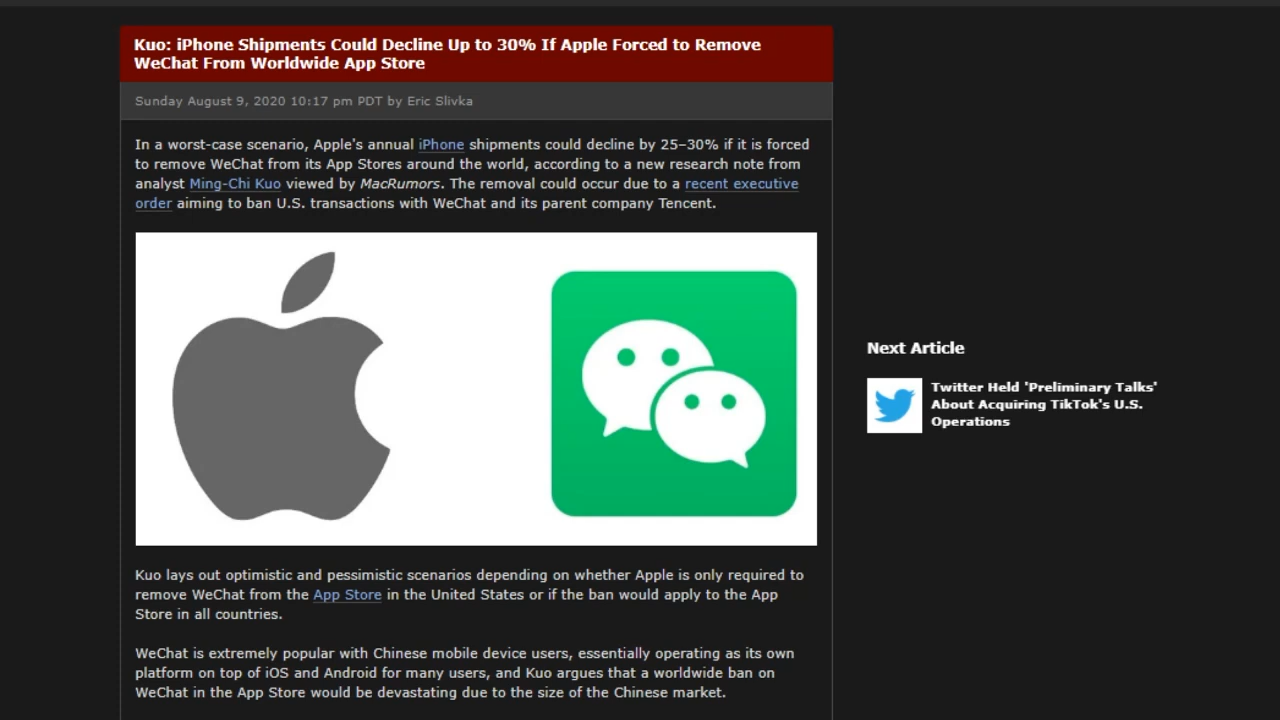 Kuo: iPhone Shipments Could Decline Up to 30% If Apple Forced to Remove
WeChat From Worldwide App Store
Sunday August 9, 2020 10:17 pm PDT by Eric Slivka
In a worst-case scenario, Apple's annual iPhone shipments could decline by 25–30% if it is forced
to remove WeChat from its App Stores around the world, according to a new research note from
analyst Ming-Chi Kuo viewed by MacRumors. The removal could occur due to a recent executive
order aiming to ban U.S. transactions with WeChat and its parent company Tencent.
Kuo lays out optimistic and pessimistic scenarios depending on whether Apple is only required to
remove WeChat from the App Store in the United States or if the ban would apply to the App
Store in all countries.
WeChat is extremely popular with Chinese mobile device users, essentially operating as its own
platform on top of iOS and Android for many users, and Kuo argues that a worldwide ban on
WeChat in the App Store would be devastating due to the size of the Chinese market.
Next Article
Twitter Held 'Preliminary Talks'
About Acquiring TikTok's U.S.
Operations